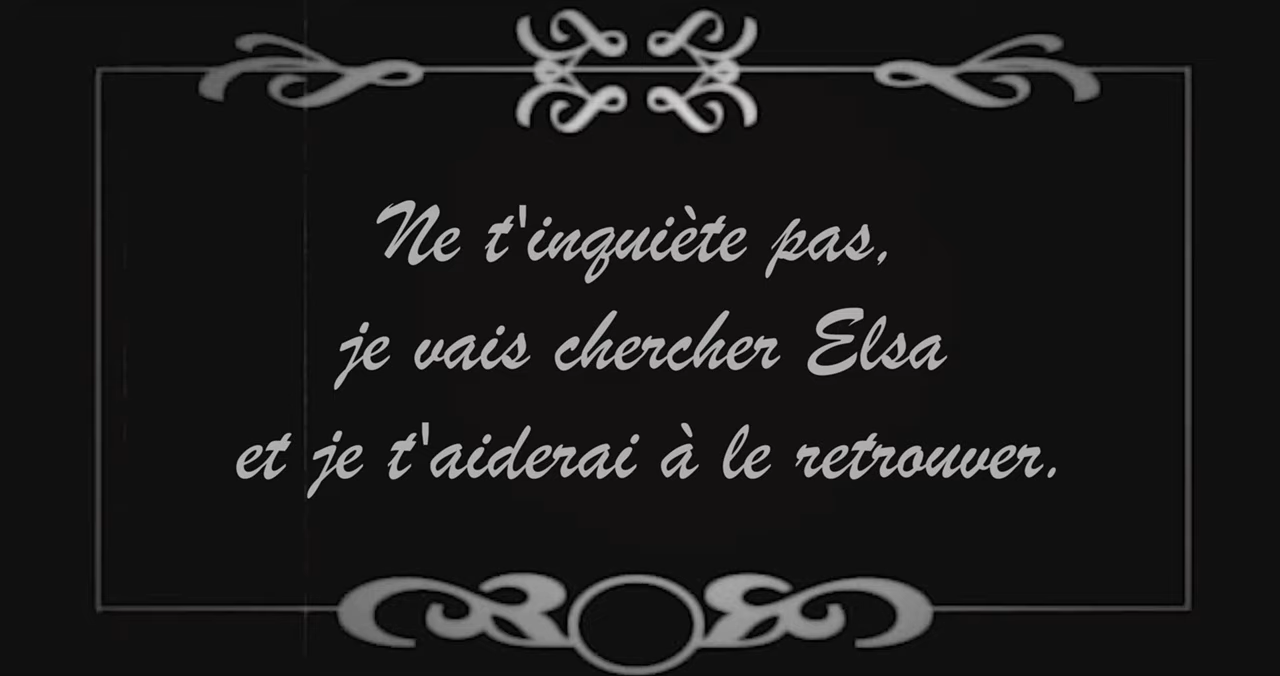 Ne t'inquiète pas,
je vais chercher Elsa
et je t'aiderai à le retrouver.